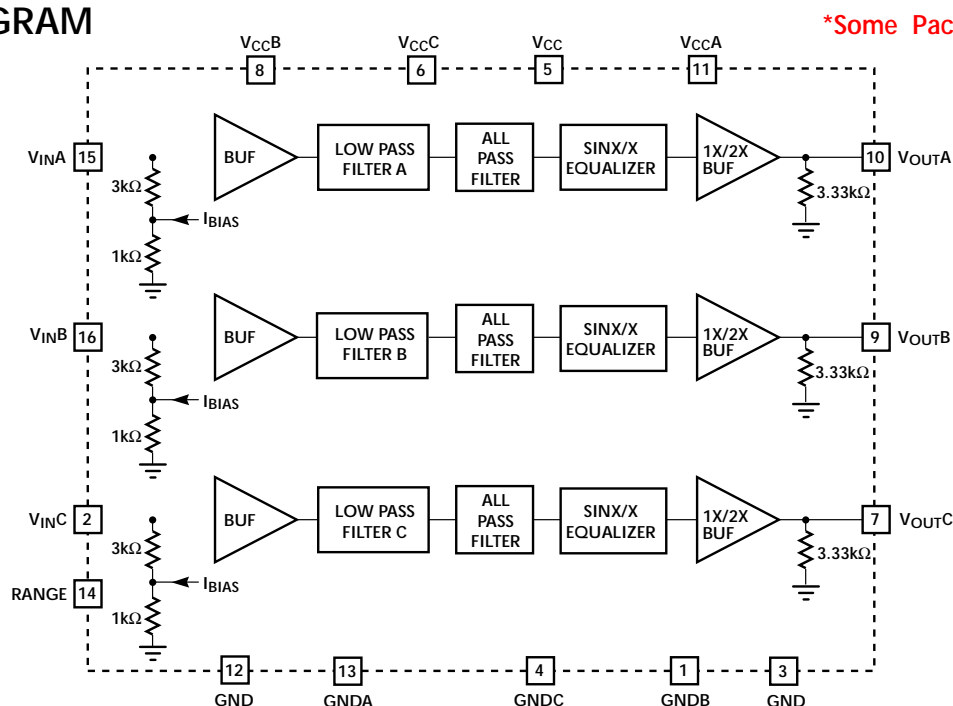 GRAM
*Some Pac
VCCB
VCCC
VCC
VCCA
8
6
5
11
VINA
15
3kΩ
IBIAS
1kΩ
BUF
LOW PASS
FILTER A
ALL
PASS
FILTER
SINX/X
EQUALIZER
1X/2X
BUF
3.33kΩ
10
VOUTA
VINB
16
3kΩ
IBIAS
1kΩ
BUF
LOW PASS
FILTER B
ALL
PASS
FILTER
SINX/X
EQUALIZER
1X/2X
BUF
3.33kΩ
9
VOUTB
VINC
2
3kΩ
IBIAS
1kΩ
RANGE
14
BUF
LOW PASS
FILTER C
ALL
PASS
FILTER
SINX/X
EQUALIZER
1X/2X
BUF
3.33kΩ
7
VOUTC
12
13
4
1
3
GND
GNDA
GNDC
GNDB
GND